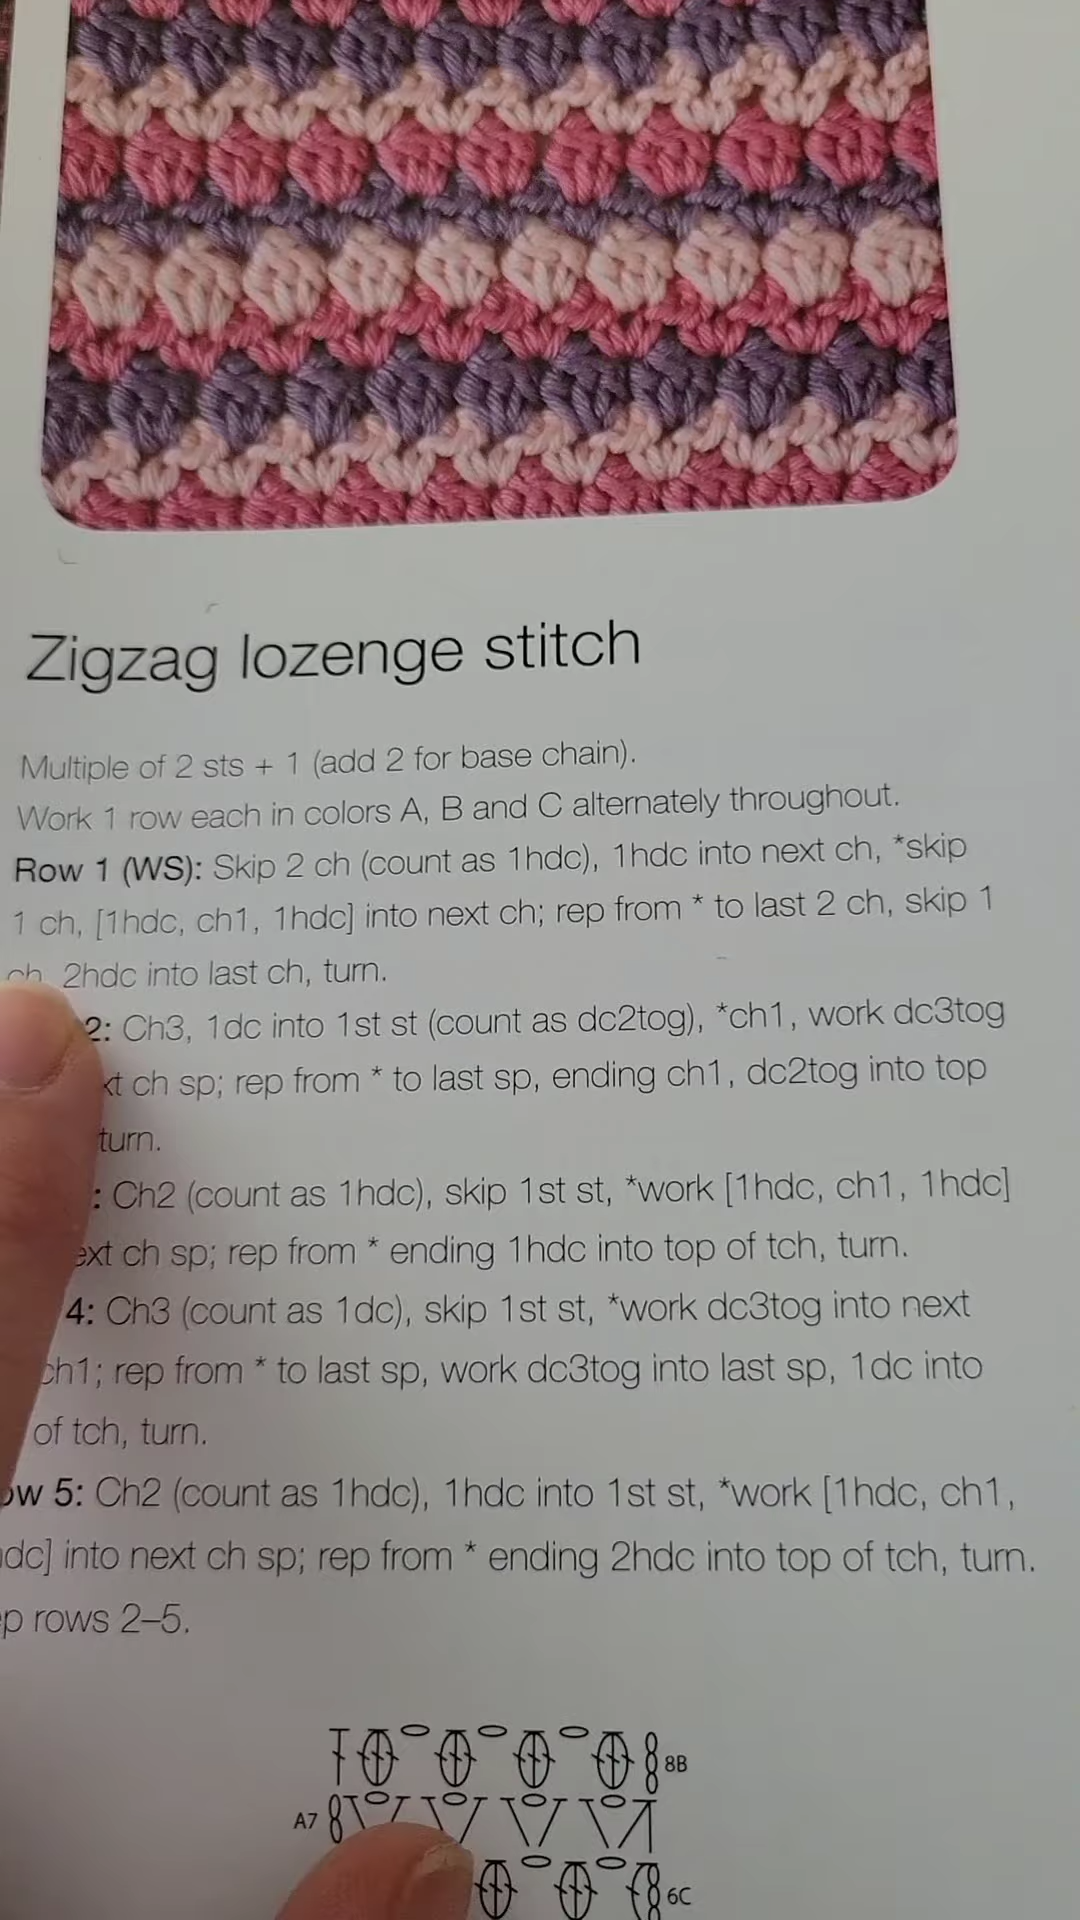 Zigzag lozenge stitch
Multiple of 2 sts + 1 (add 2 for base chain).
Work 1 row each in colors A, B and C alternately throughout.
Row 1 (WS): Skip 2 ch (count as 1hdc), 1hdc into next ch, *skip
1 ch, [1hdc, ch1, 1hdc] into next ch; rep from * to last 2 ch, skip 1
ch, 2hdc into last ch, turn.
2: Ch3, 1dc into 1st st (count as dc2tog), *ch1, work dc3tog
xt ch sp; rep from * to last sp, ending ch1, dc2tog into top
turn.
: Ch2 (count as 1hdc), skip 1st st, *work [1hdc, ch1, 1hdc]
ext ch sp; rep from * ending 1hdc into top of tch, turn.
4: Ch3 (count as 1dc), skip 1st st, *work dc3tog into next
ch1; rep from * to last sp, work dc3tog into last sp, 1dc into
of tch, turn.
ow 5: Ch2 (count as 1hdc), 1hdc into 1st st, *work [1hdc, ch1,
dc] into next ch sp; rep from * ending 2hdc into top of tch, turn.
p rows 2–5.
8B
A7
6C